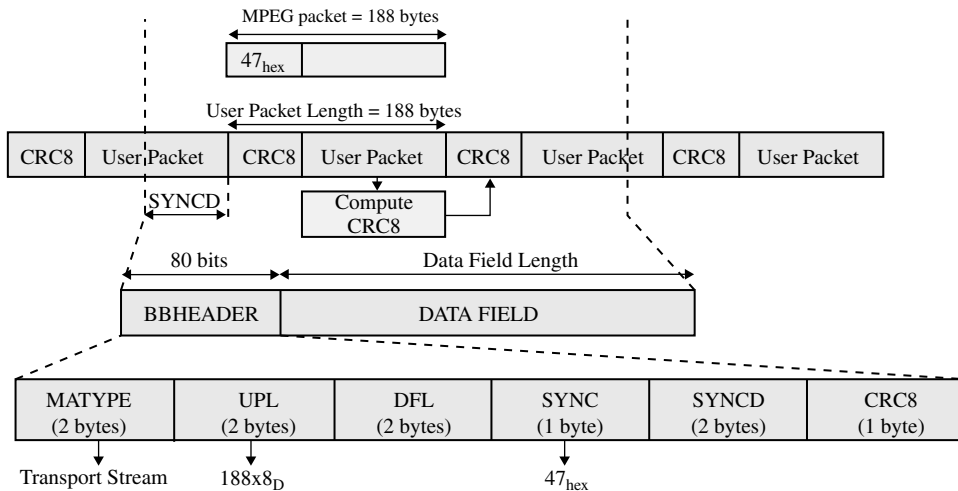 MPEG packet = 188 bytes
47hex
User Packet Length = 188 bytes
CRC8 User Packet CRC8 User Packet CRC8 User Packet CRC8 User Packet
SYNCD
Compute
CRC8
80 bits Data Field Length
BBHEADER DATA FIELD
MATYPE UPL DFL SYNC SYNCD CRC8
(2 bytes) (2 bytes) (2 bytes) (1 byte) (2 bytes) (1 byte)
Transport Stream 188x8D 47hex